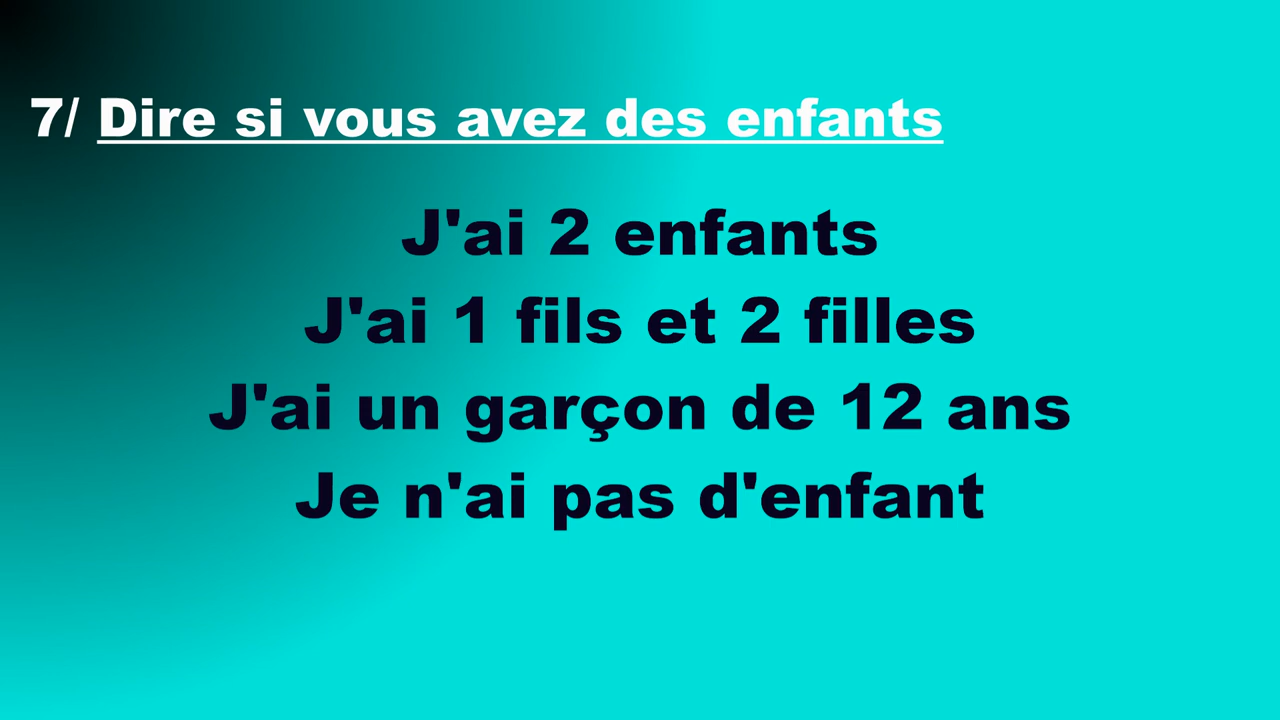 7/ Dire si vous avez des enfants
J'ai 2 enfants
J'ai 1 fils et 2 filles
J'ai un garçon de 12 ans
Je n'ai pas d'enfant